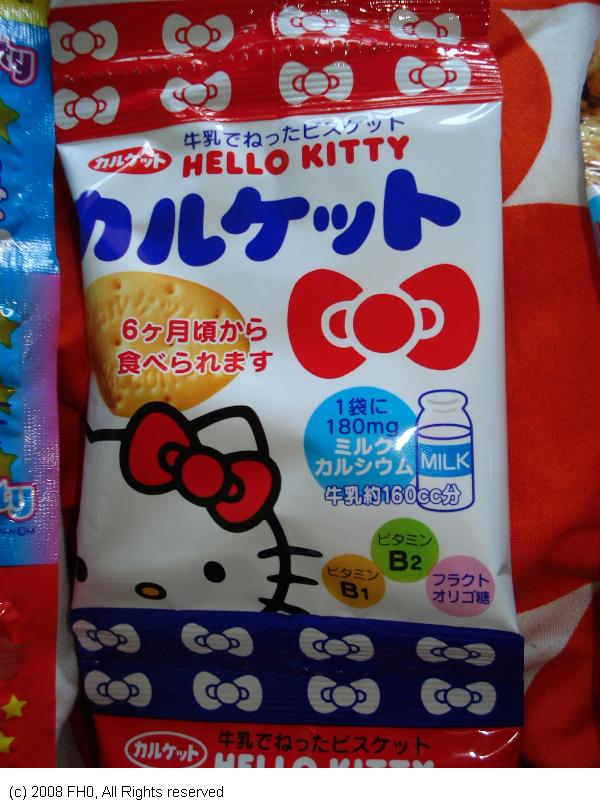 牛乳でねったビスケット
カルケット
HELLO KITTY
カルケット
6ヶ月頃から
食べられます
1袋に
180mg
ミルク
カルシウム
MILK
牛乳約160cc分
ビタミン
B2
ビタミン
B1
フラクト
オリゴ糖
カルケット
牛乳でねったビスケット
HELLO KITTY
(c) 2008 FH0, All Rights reserved